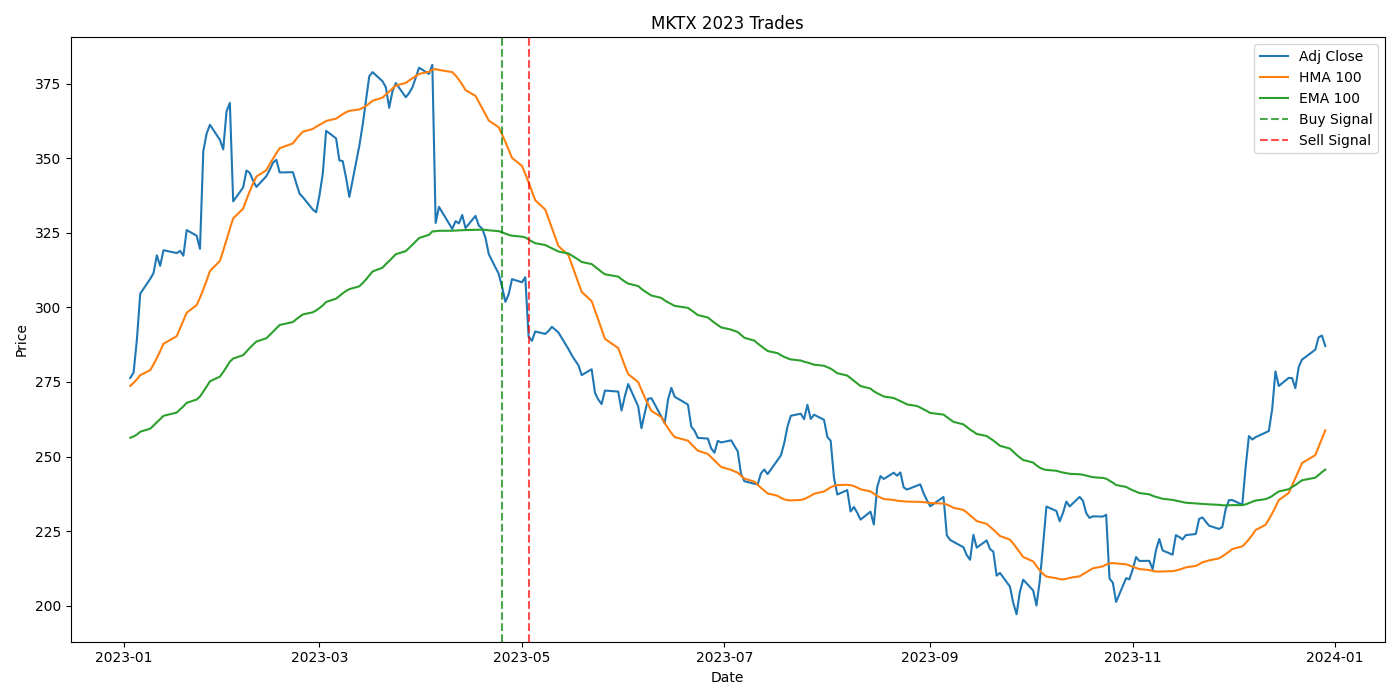 MKTX 2023 Trades
Adj Close
HMA 100
EMA 100
Buy Signal
Sell Signal
Price
375
350
325
300
275
250
225
200
2023-01
2023-03
2023-05
2023-07
2023-09
2023-11
2024-01
Date